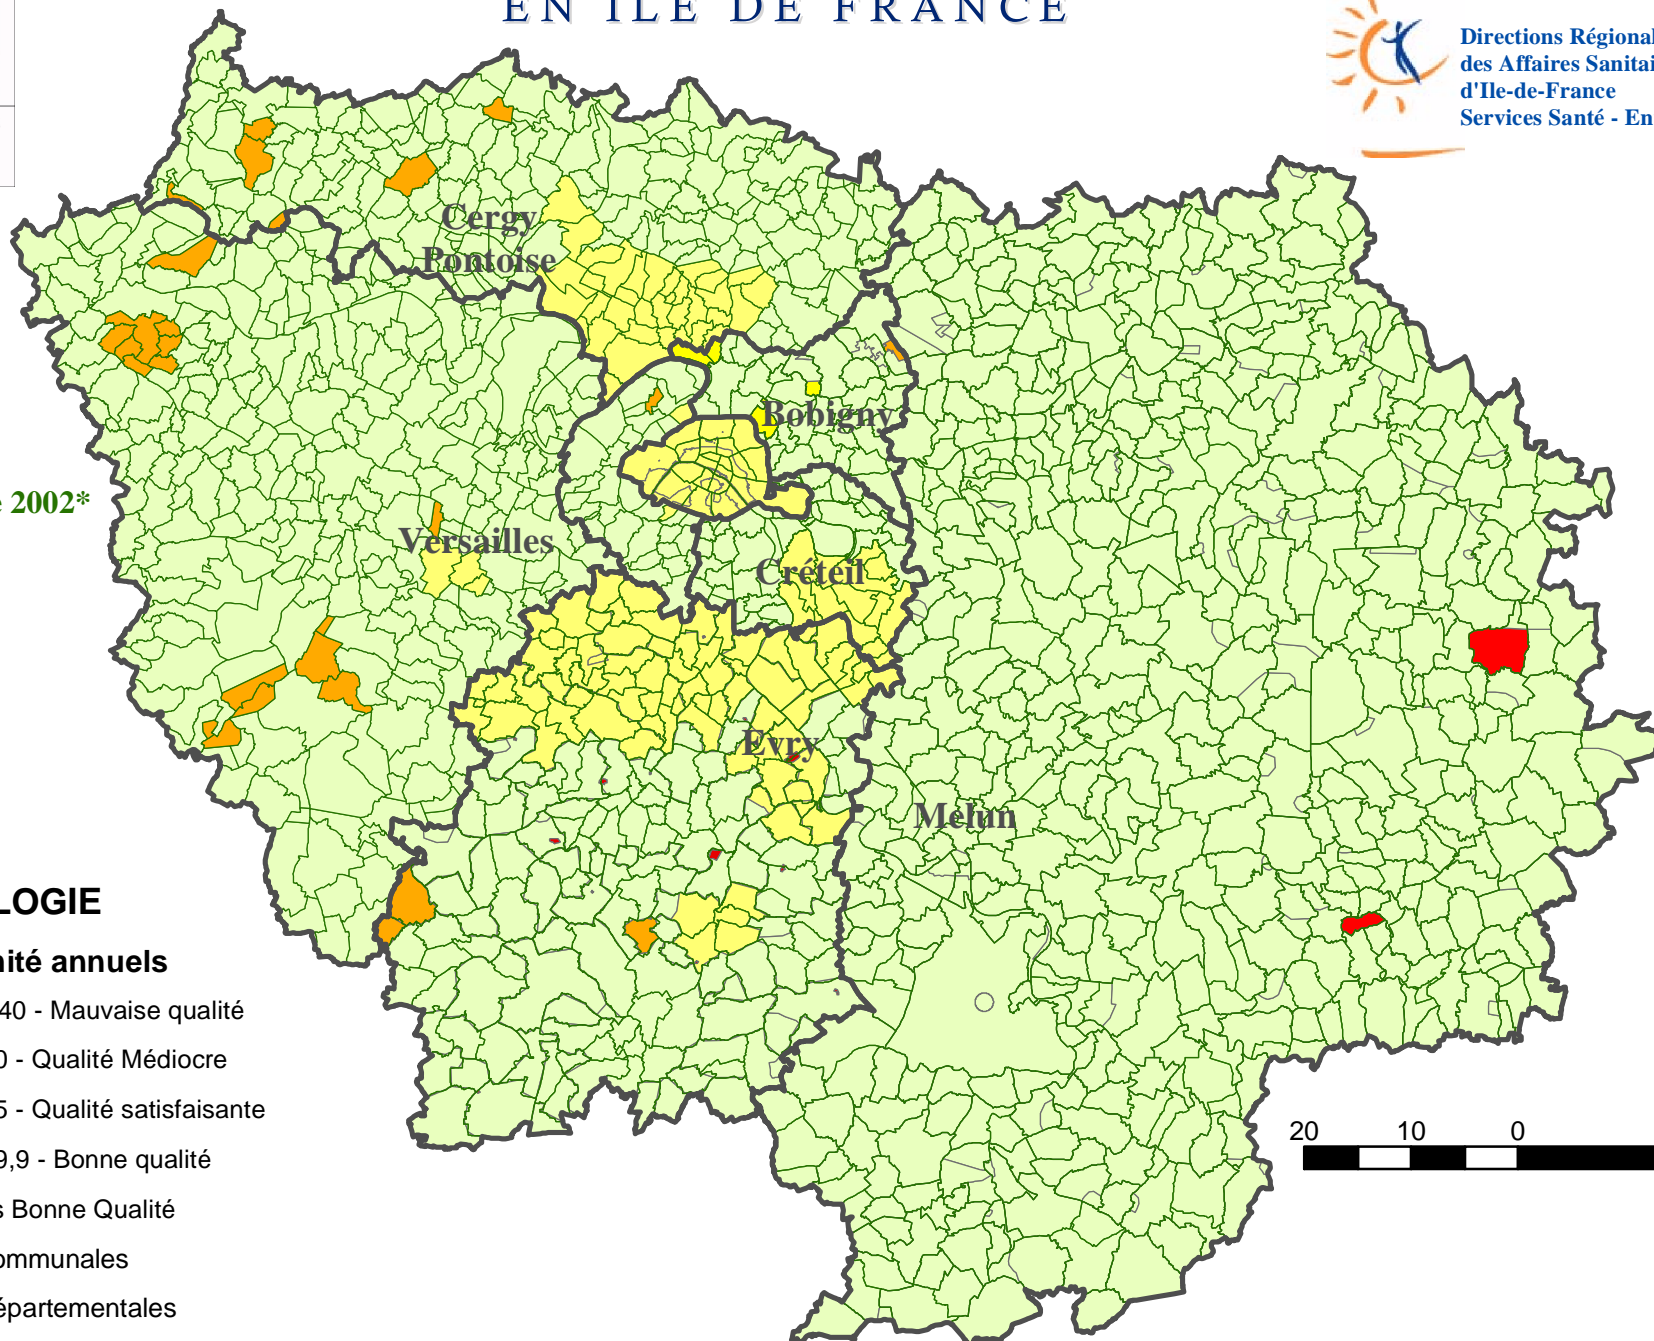 EN ILE DE FRANCE
Directions Régional
des Affaires Sanitai
d'Ile-de-France
Services Santé - En
Cergy
Pontoise
Bobigny
2002*
Versailles
Créteil
Evry
Melun
LOGIE
ité annuels
40 - Mauvaise qualité
0 - Qualité Médiocre
5 - Qualité satisfaisante
9,9 - Bonne qualité
s Bonne Qualité
ommunales
épartementales
20 10 0